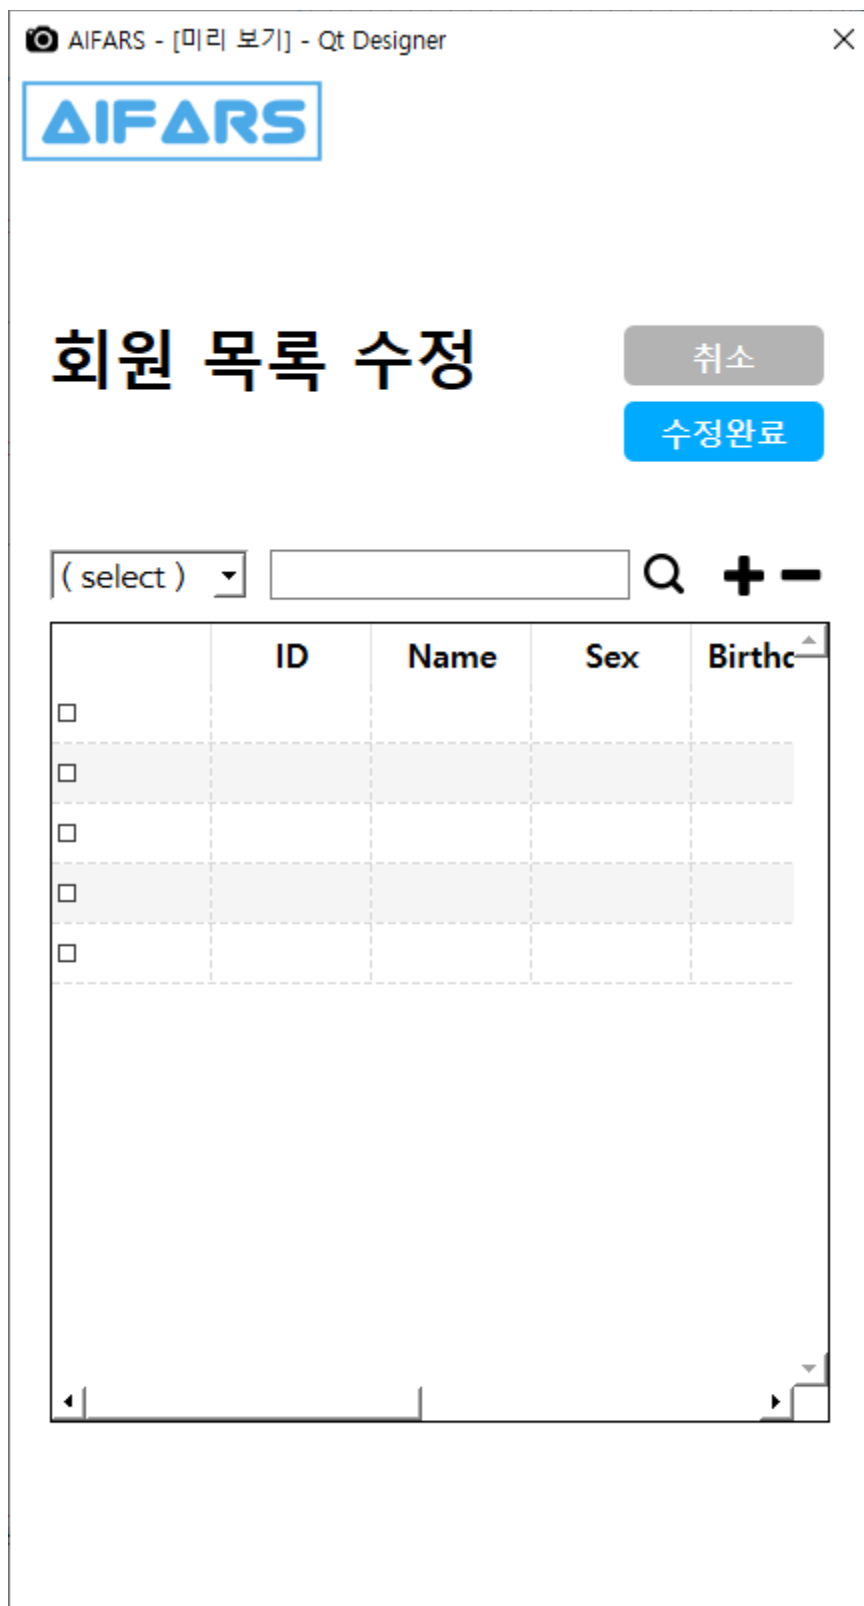 AIFARS - [미리 보기] - Qt Designer
AIFARS
회원 목록 수정
취소
수정완료
( select )
ID Name Sex Birthd